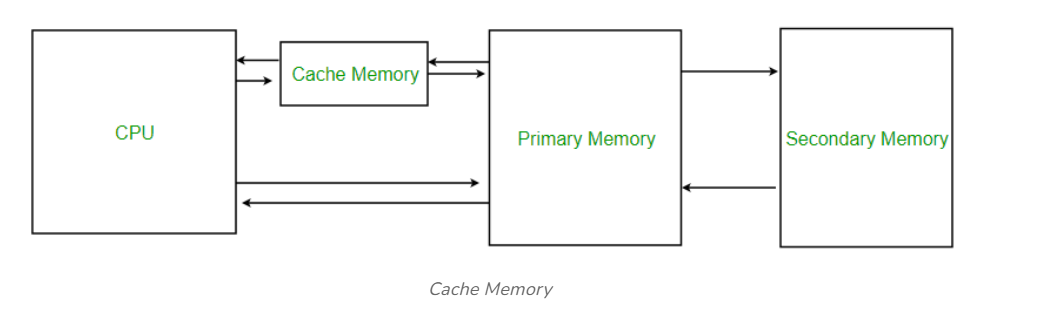 Cache Memory
CPU
Primary Memory
Secondary Memory
Cache Memory